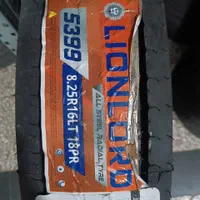 5399
8.25R16LT 18PR
LIONLORD
ALL STEEL RADIAL TYRE